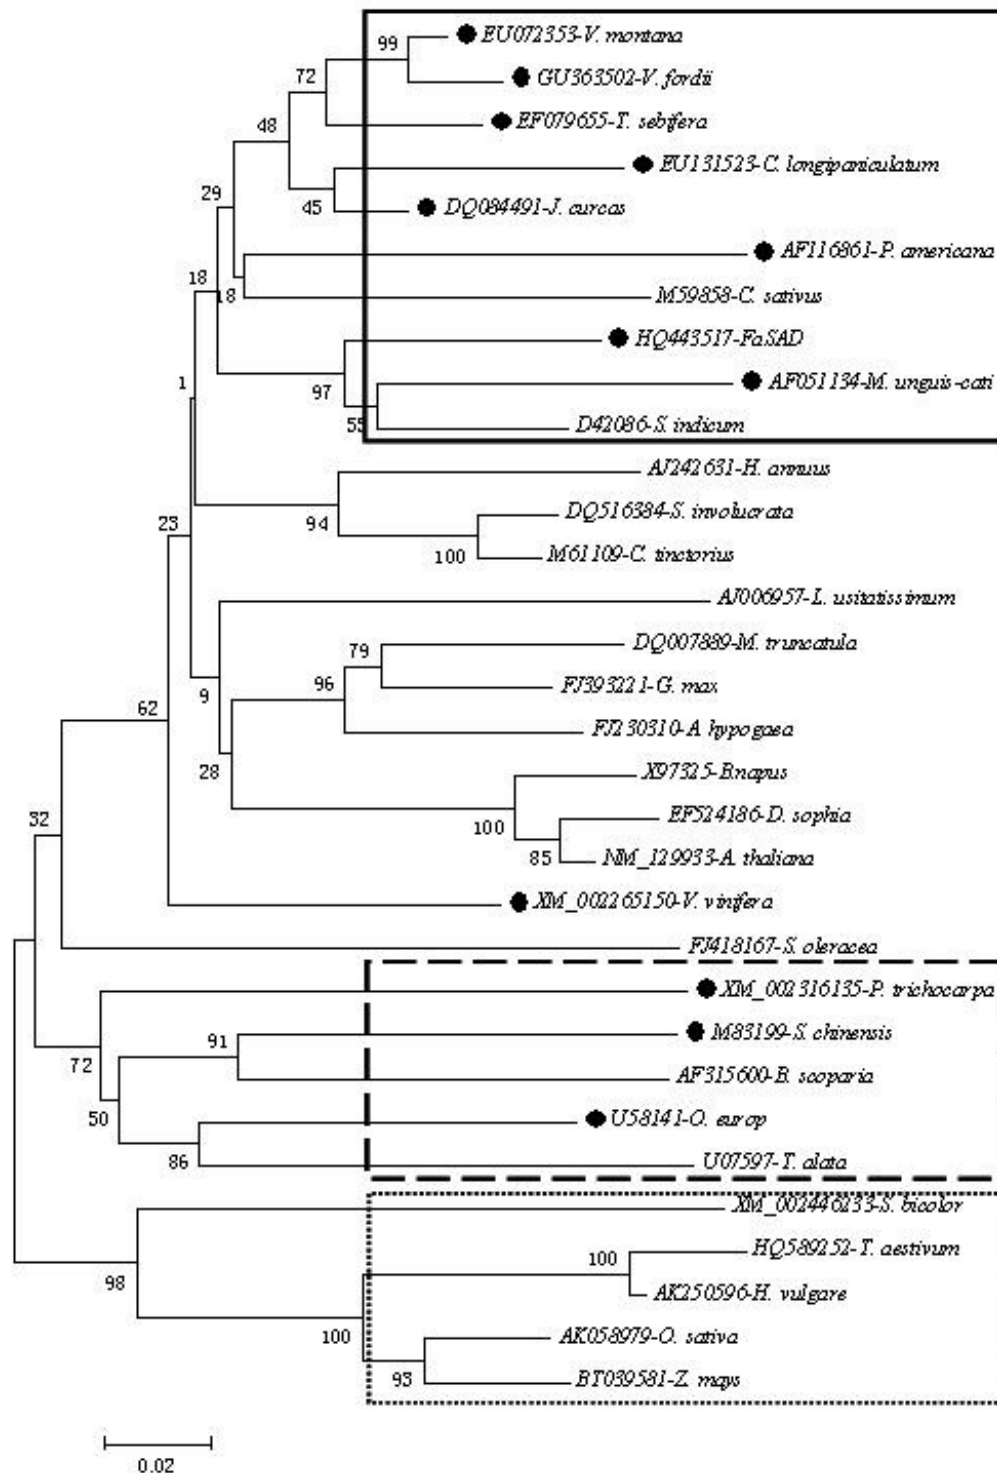 99
EU072353-V. montana
GU363502-V. fordii
72
EF079655-T. sebifera
48
EU131523-C. longipaniculatum
45
DQ084491-J. curcas
29
AF116861-P. americana
18
18
M59858-C. sativus
HQ443517-FaSAD
1
97
AF051134-M. unguis-cati
55
D42086-S. indicum
AJ242631-H. annuus
23
94
DQ516384-S. involucrata
100
M61109-C. tinctorius
AJ006957-L. usitatissimum
79
DQ007889-M. truncatula
9
96
FJ393221-G. max
62
FJ230310-A hypogaea
28
X97325-B.napus
32
100
EF524186-D. sophia
85
NM_129933-A. thaliana
XM_002265150-V. vinifera
FJ418167-S. oleracea
XM_002316135-P. trichocarpa
72
91
M83199-S. chinensis
AF315600-B. scoparia
50
U58141-O. europ
86
U07597-T. alata
XM_002446233-S. bicolor
98
100
HQ589252-T. aestivum
AK250596-H. vulgare
100
AK058979-O. sativa
93
BT039581-Z. mays
0.02